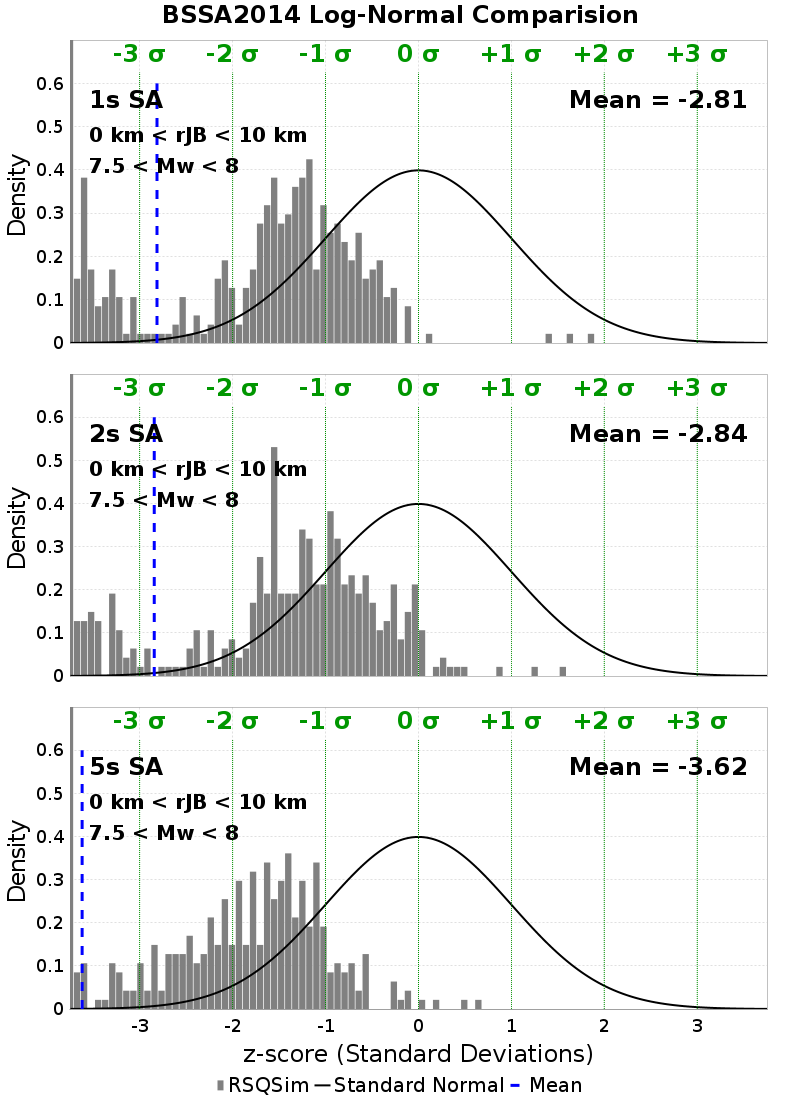 BSSA2014 Log-Normal Comparision
-3 σ -2 σ -1 σ 0 σ +1 σ +2 σ +3 σ
1s SA Mean = -2.81
0 km < rJB < 10 km
7.5 < Mw < 8
Density
0.6
0.5
0.4
0.3
0.2
0.1
0
-3 σ -2 σ -1 σ 0 σ +1 σ +2 σ +3 σ
2s SA Mean = -2.84
0 km < rJB < 10 km
7.5 < Mw < 8
Density
0.6
0.5
0.4
0.3
0.2
0.1
0
-3 σ -2 σ -1 σ 0 σ +1 σ +2 σ +3 σ
5s SA Mean = -3.62
0 km < rJB < 10 km
7.5 < Mw < 8
Density
0.6
0.5
0.4
0.3
0.2
0.1
0
-3 -2 -1 0 1 2 3
z-score (Standard Deviations)
RSQSim Standard Normal Mean